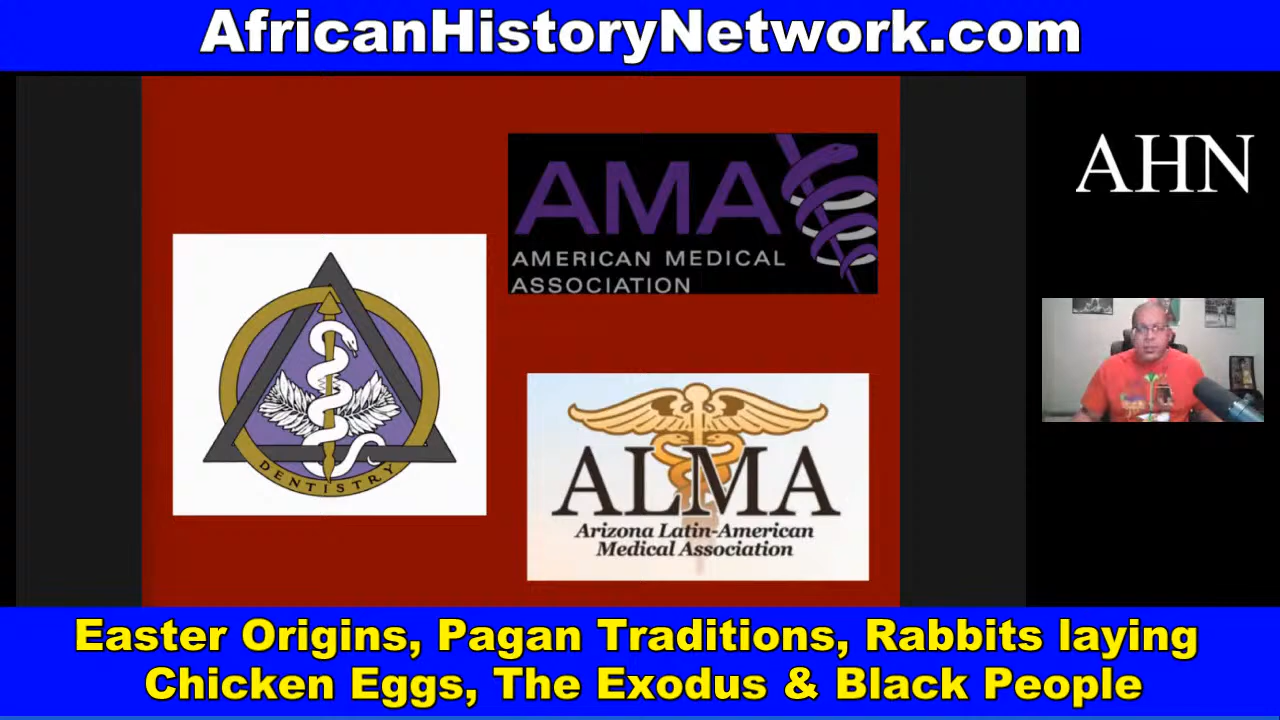 AfricanHistoryNetwork.com
AHN
AMA
AMERICAN MEDICAL
ASSOCIATION
DENTISTRY
ALMA
Arizona Latin-American
Medical Association
Easter Origins, Pagan Traditions, Rabbits laying
Chicken Eggs, The Exodus & Black People